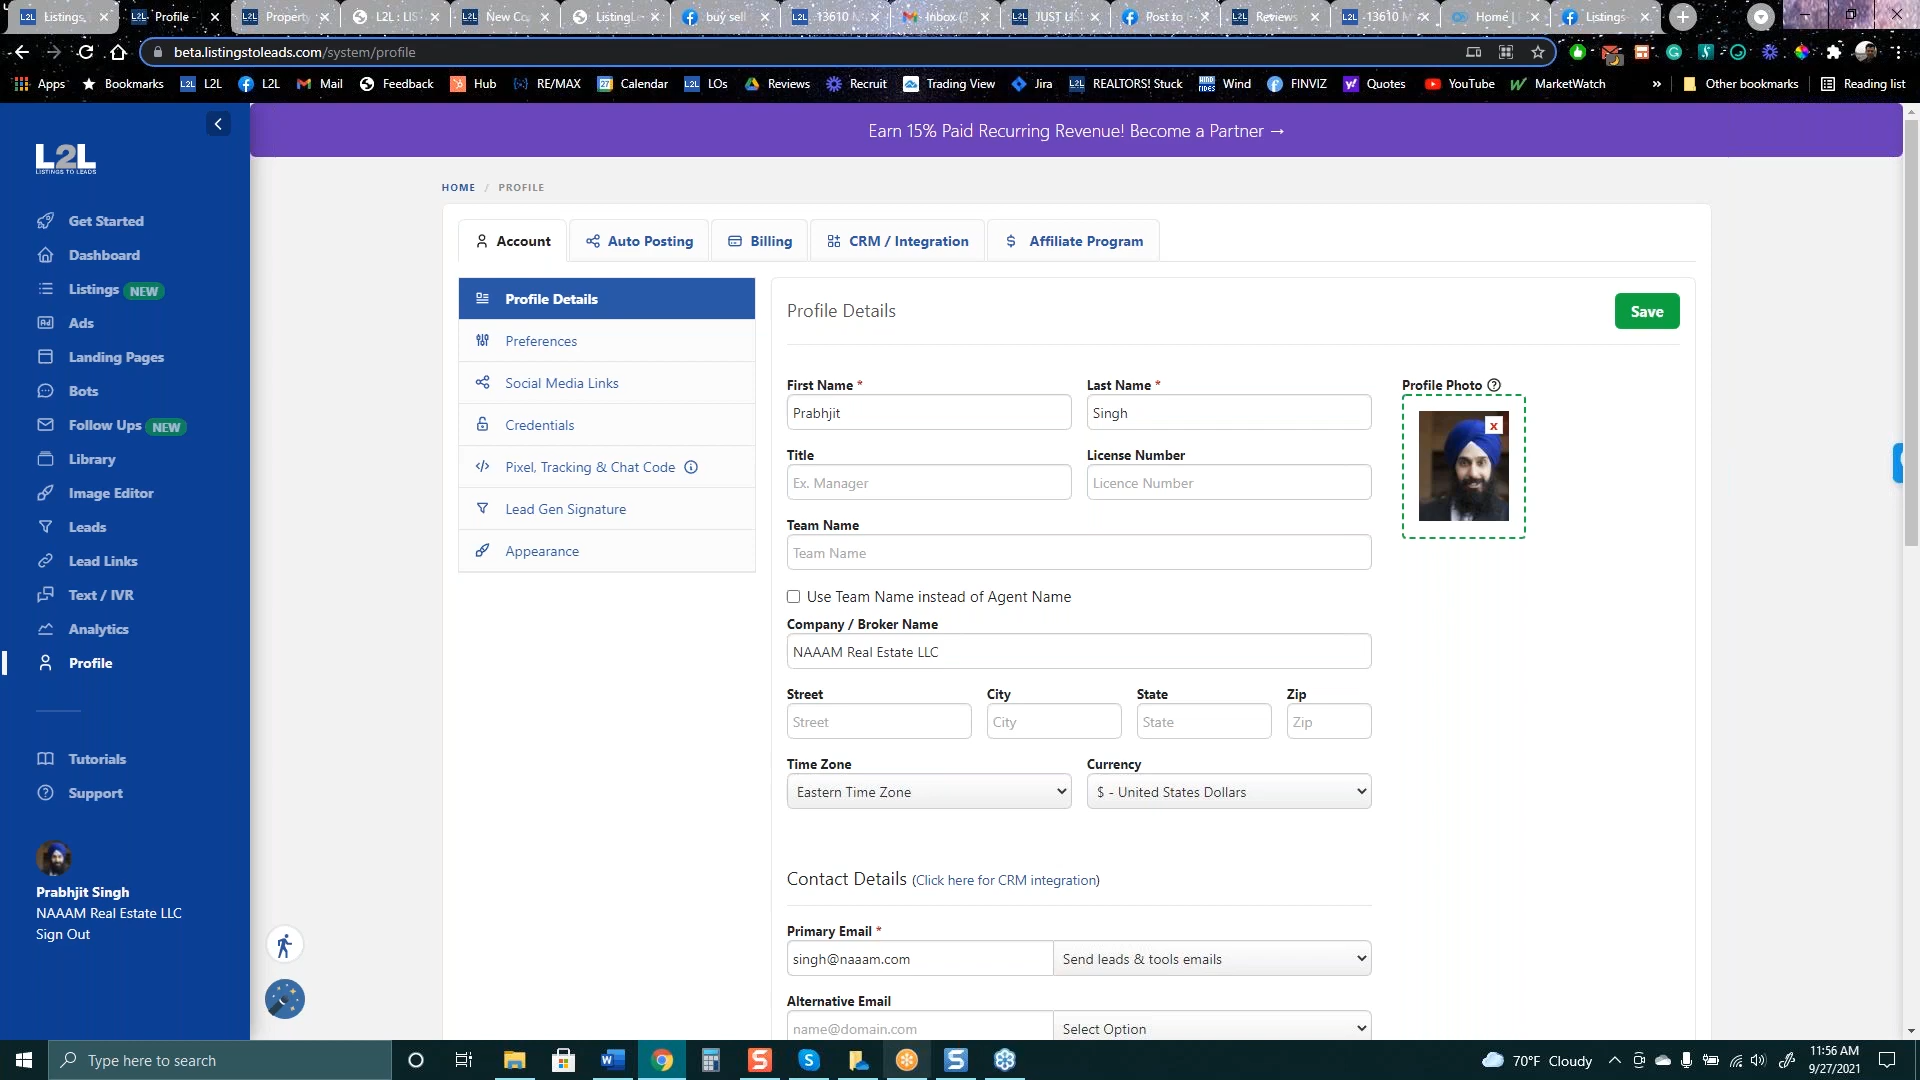 Listings,
Profile -
Property
L2L : LIS
New Co
ListingLe
buy sell
13610 M
Inbox (3
JUST LIS
Post to
Reviews
-13610 M
Home |
Listings
beta.listingstoleads.com/system/profile
Apps
Bookmarks
L2L
L2L
Mail
Feedback
Hub
RE/MAX
Calendar
LOs
Reviews
Recruit
Trading View
Jira
REALTORS! Stuck
Wind
FINVIZ
Quotes
YouTube
MarketWatch
»
Other bookmarks
Reading list
Earn 15% Paid Recurring Revenue! Become a Partner →
L2L
LISTINGS TO LEADS
HOME / PROFILE
Get Started
Dashboard
Listings NEW
Ads
Landing Pages
Bots
Follow Ups NEW
Library
Image Editor
Leads
Lead Links
Text / IVR
Analytics
Profile
Tutorials
Support
Prabhjit Singh
NAAAM Real Estate LLC
Sign Out
Account
Auto Posting
Billing
CRM / Integration
$ Affiliate Program
Profile Details
Preferences
Social Media Links
Credentials
Pixel, Tracking & Chat Code
Lead Gen Signature
Appearance
Profile Details
Save
First Name *
Last Name *
Profile Photo
Prabhjit
Singh
x
Title
License Number
Ex. Manager
Licence Number
Team Name
Team Name
Use Team Name instead of Agent Name
Company / Broker Name
NAAAM Real Estate LLC
Street
City
State
Zip
Street
City
State
Zip
Time Zone
Currency
Eastern Time Zone
$ - United States Dollars
Contact Details (Click here for CRM integration)
Primary Email *
singh@naaam.com
Send leads & tools emails
Alternative Email
name@domain.com
Select Option
Type here to search
70°F Cloudy
11:56 AM
9/27/2021